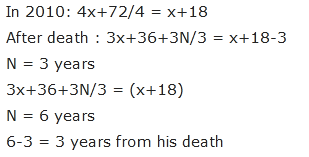 In 2010: 4x+72/4 = x+18
After death : 3x+36+3N/3 = x+18-3
N = 3 years
3x+36+3N/3 = (x+18)
N = 6 years
6-3 = 3 years from his death